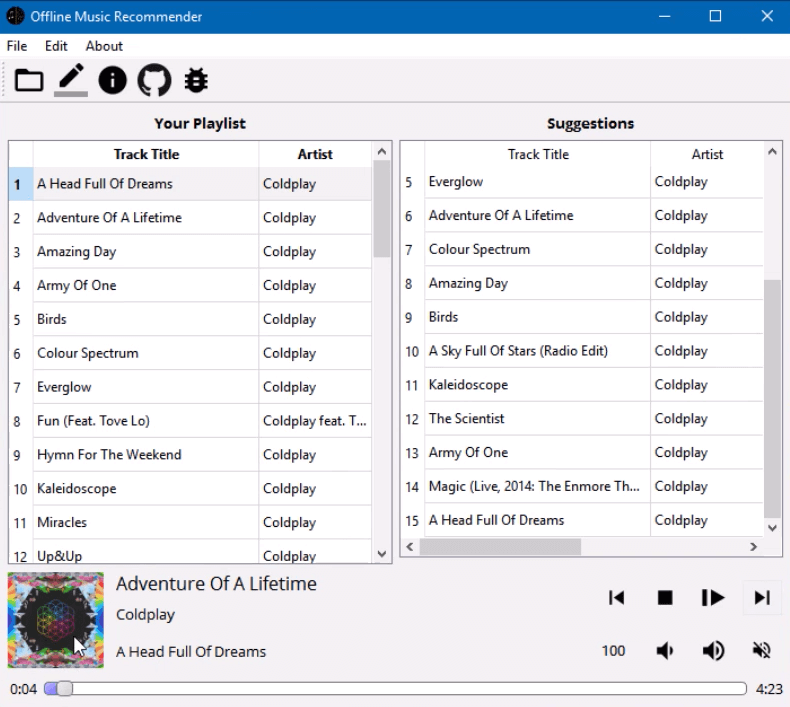 Offline Music Recommender
File Edit About
Your Playlist
Track Title Artist
1 A Head Full Of Dreams Coldplay
2 Adventure Of A Lifetime Coldplay
3 Amazing Day Coldplay
4 Army Of One Coldplay
5 Birds Coldplay
6 Colour Spectrum Coldplay
7 Everglow Coldplay
8 Fun (Feat. Tove Lo) Coldplay feat. T...
9 Hymn For The Weekend Coldplay
10 Kaleidoscope Coldplay
11 Miracles Coldplay
12 Up&Up Coldplay
Suggestions
Track Title Artist
5 Everglow Coldplay
6 Adventure Of A Lifetime Coldplay
7 Colour Spectrum Coldplay
8 Amazing Day Coldplay
9 Birds Coldplay
10 A Sky Full Of Stars (Radio Edit) Coldplay
11 Kaleidoscope Coldplay
12 The Scientist Coldplay
13 Army Of One Coldplay
14 Magic (Live, 2014: The Enmore Th... Coldplay
15 A Head Full Of Dreams Coldplay
Adventure Of A Lifetime
Coldplay
A Head Full Of Dreams
100
0:04 4:23